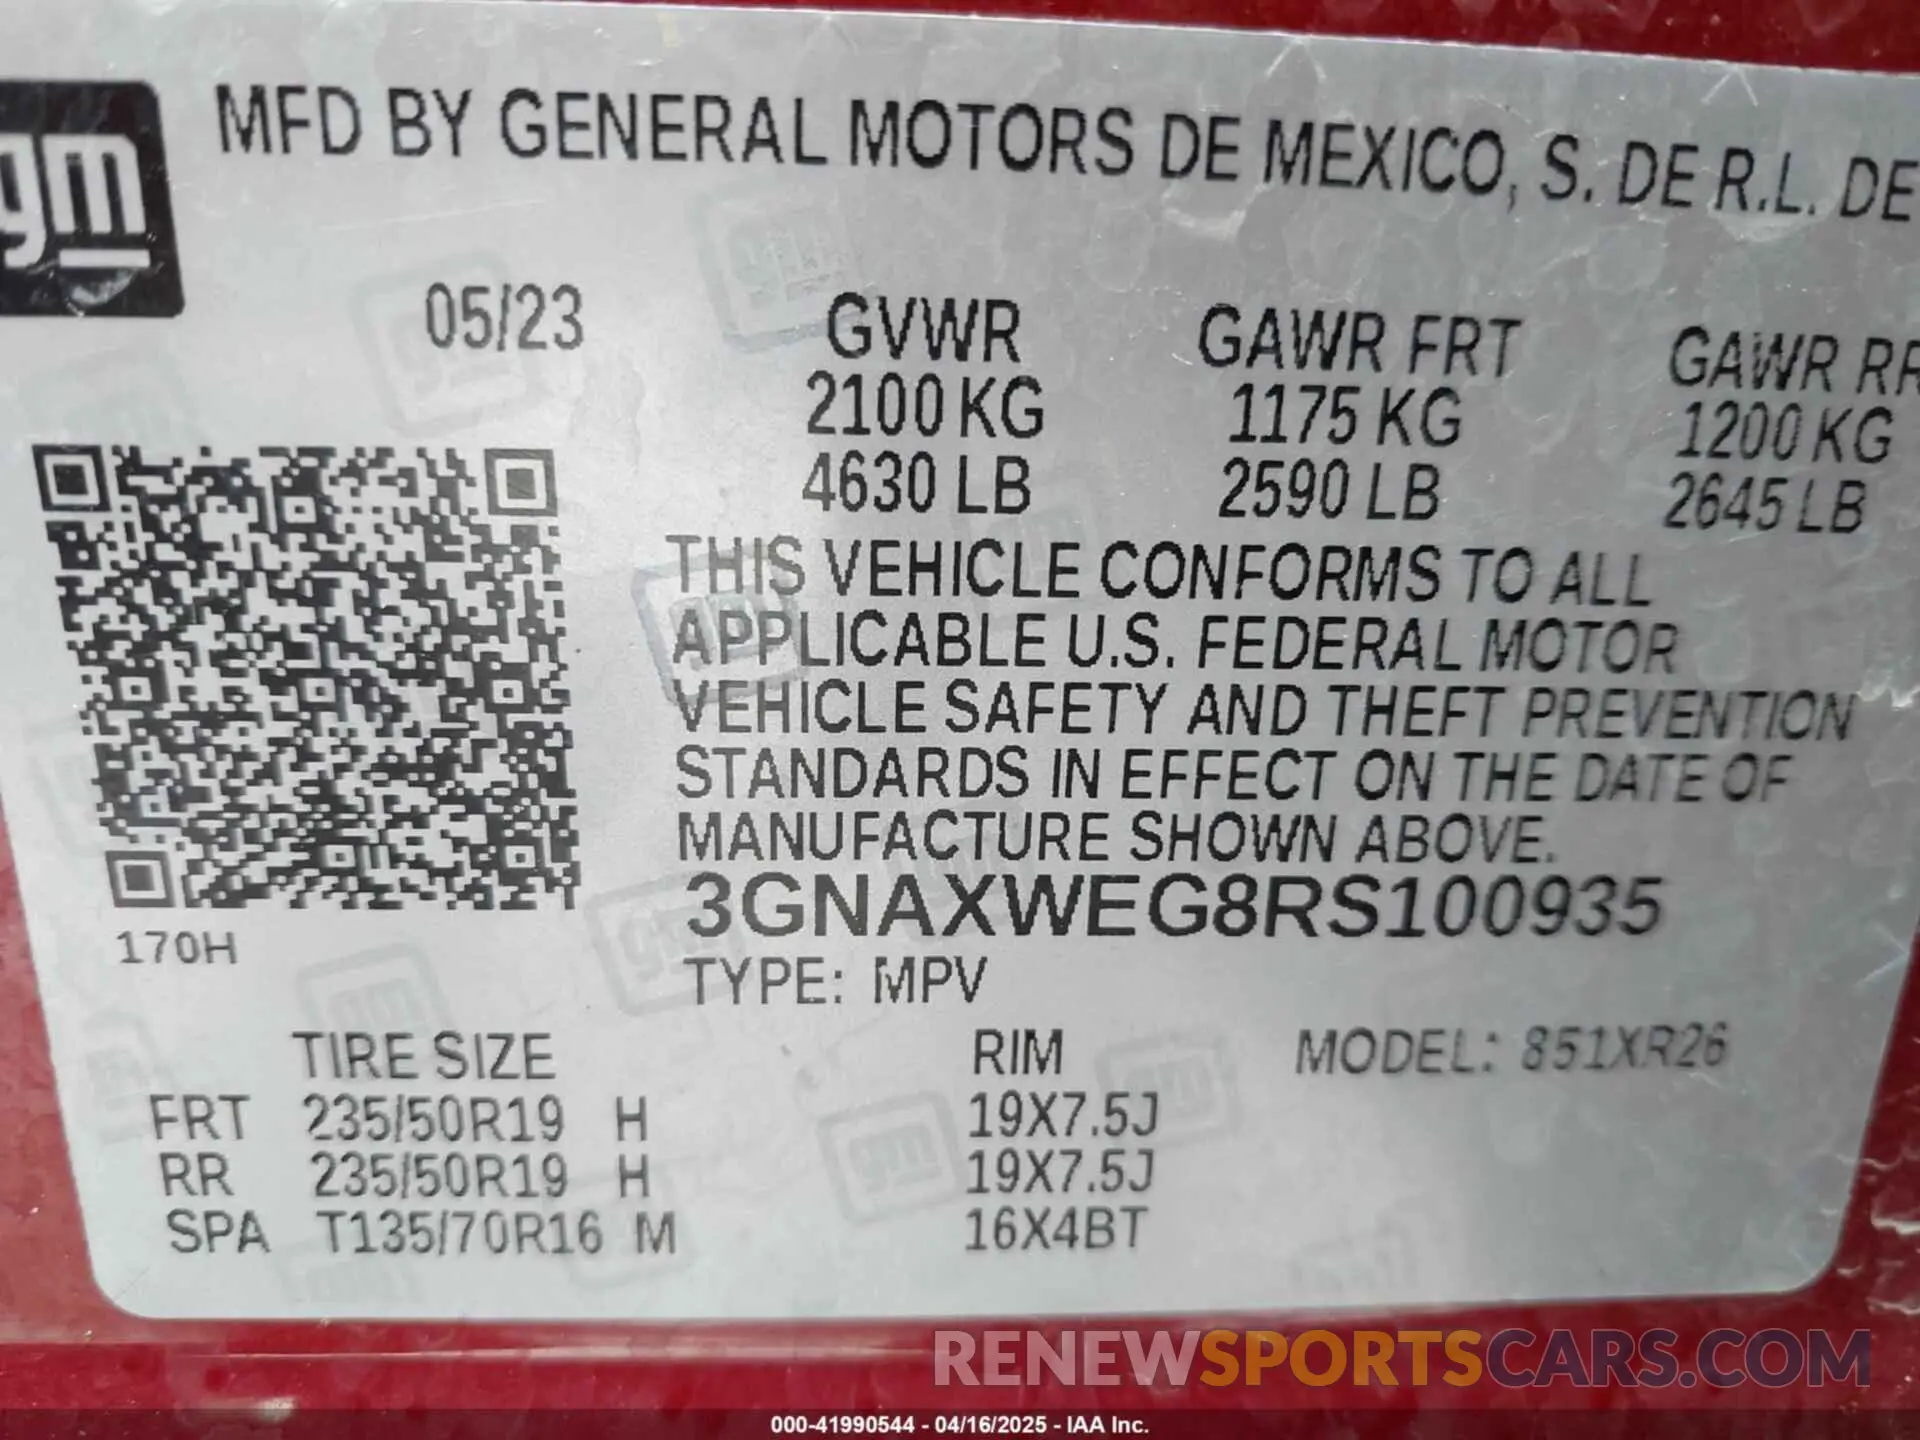 gm
MFD BY GENERAL MOTORS DE MEXICO, S. DE R.L. DE
05/23
GVWR GAWR FRT GAWR RR
2100 KG 1175 KG 1200 KG
4630 LB 2590 LB 2645 LB
THIS VEHICLE CONFORMS TO ALL
APPLICABLE U.S. FEDERAL MOTOR
VEHICLE SAFETY AND THEFT PREVENTION
STANDARDS IN EFFECT ON THE DATE OF
MANUFACTURE SHOWN ABOVE.
3GNAXWEG8RS100935
170H
TYPE: MPV
TIRE SIZE RIM MODEL: 851XR26
FRT 235/50R19 H 19X7.5J
RR 235/50R19 H 19X7.5J
SPA T135/70R16 M 16X4BT
RENEWSPORTSCARS.COM
000-41990544 - 04/16/2025 - IAA Inc.